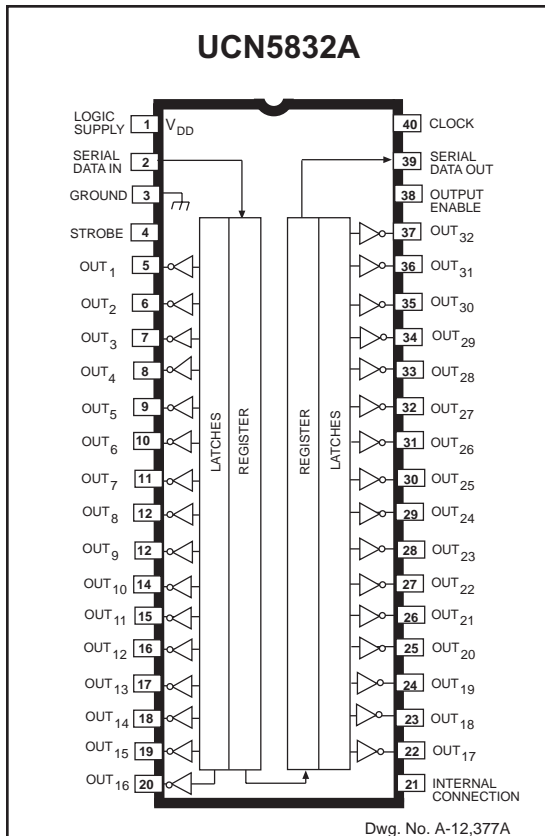 UCN5832A
LOGIC
SUPPLY 1 V_DD
SERIAL
DATA IN 2
GROUND 3
STROBE 4
OUT_1 5
OUT_2 6
OUT_3 7
OUT_4 8
OUT_5 9
OUT_6 10
OUT_7 11
OUT_8 12
OUT_9 12
OUT_10 14
OUT_11 15
OUT_12 16
OUT_13 17
OUT_14 18
OUT_15 19
OUT_16 20
LATCHES
REGISTER
REGISTER
LATCHES
40 CLOCK
39 SERIAL
DATA OUT
38 OUTPUT
ENABLE
37 OUT_32
36 OUT_31
35 OUT_30
34 OUT_29
33 OUT_28
32 OUT_27
31 OUT_26
30 OUT_25
29 OUT_24
28 OUT_23
27 OUT_22
26 OUT_21
25 OUT_20
24 OUT_19
23 OUT_18
22 OUT_17
21 INTERNAL
CONNECTION
Dwg. No. A-12,377A